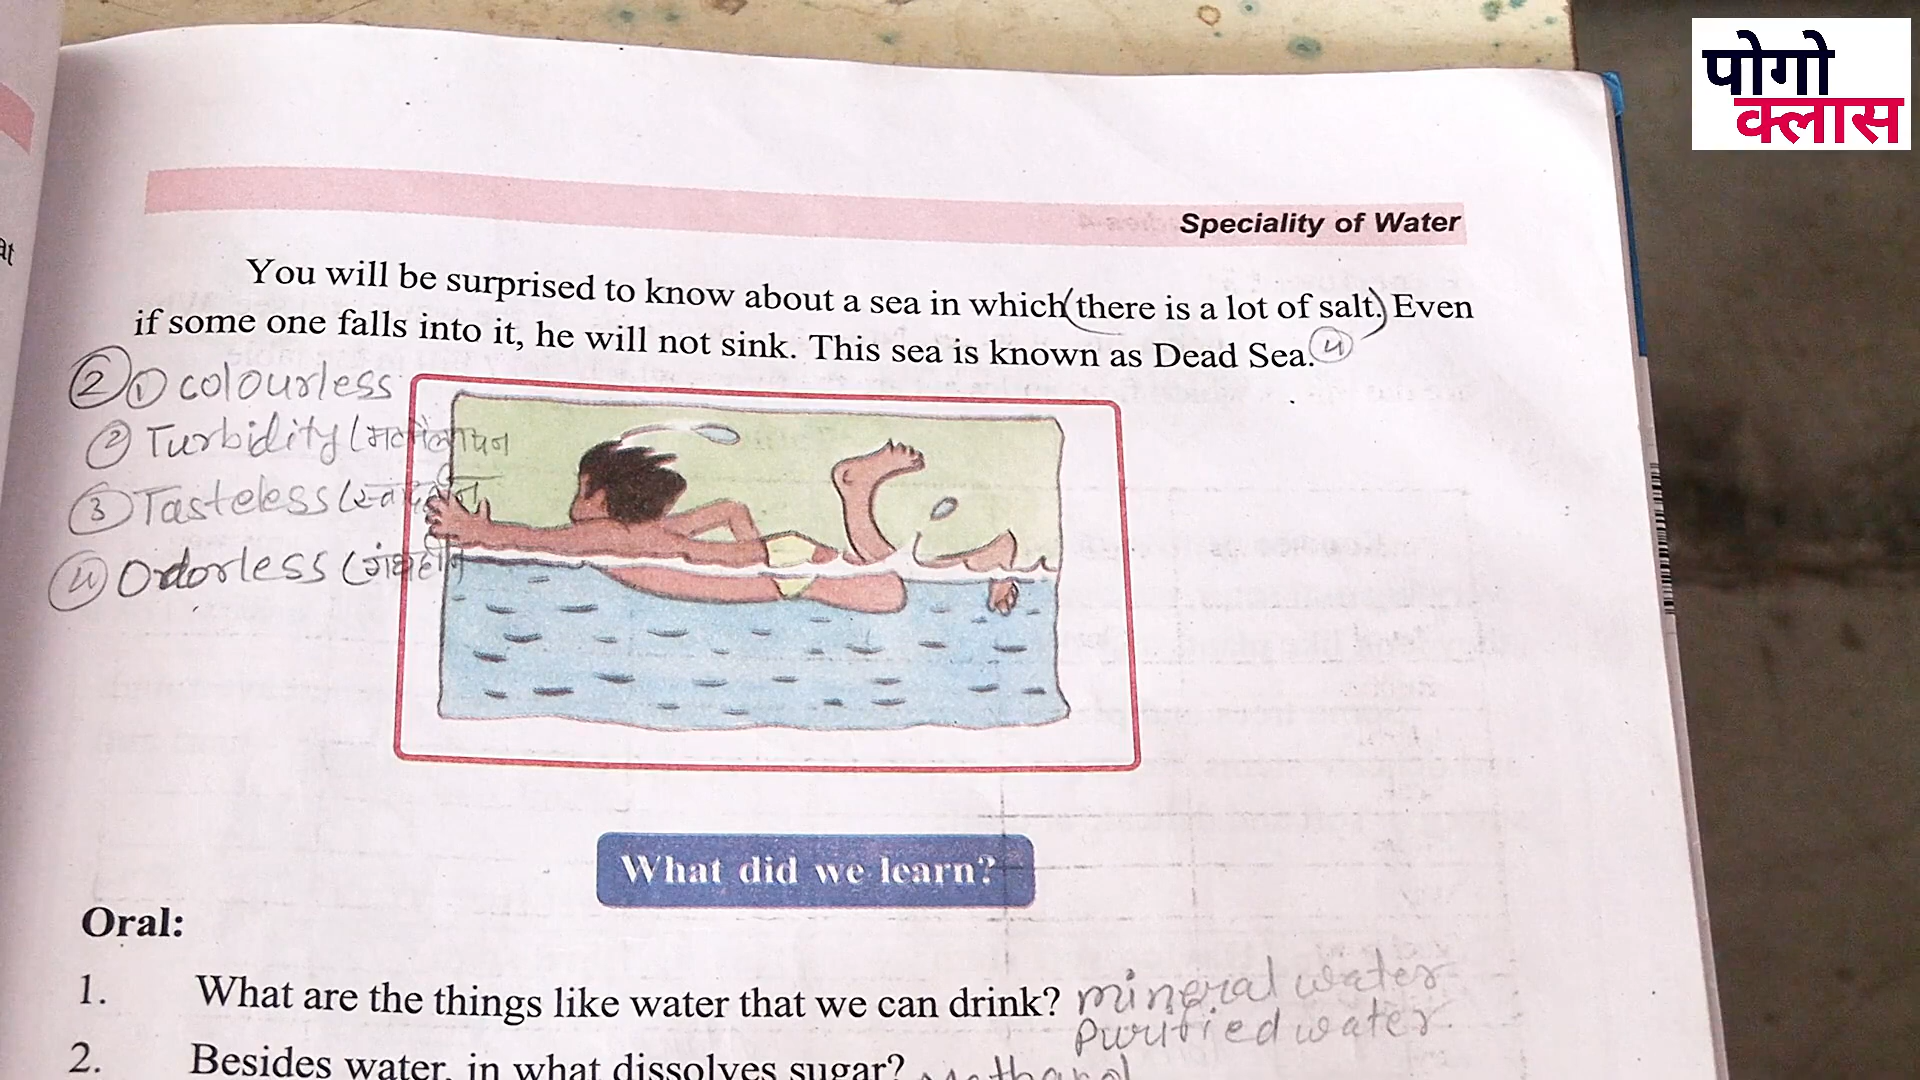 पोगो
क्लास
Speciality of Water
You will be surprised to know about a sea in which (there is a lot of salt.) Even
if some one falls into it, he will not sink. This sea is known as Dead Sea. 4
2 1 colourless
2 Turbidity (मटमैलापन
3 Tasteless (स्वादहीन
4 Odorless (गंधहीन
What did we learn?
Oral:
1. What are the things like water that we can drink? mineral water
purified water.
2. Besides water, in what dissolves sugar? Methanol